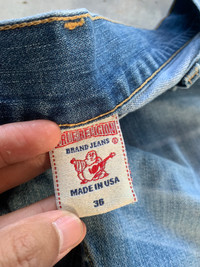 TRUE RELIGION
BRAND JEANS ®
MADE IN USA
36